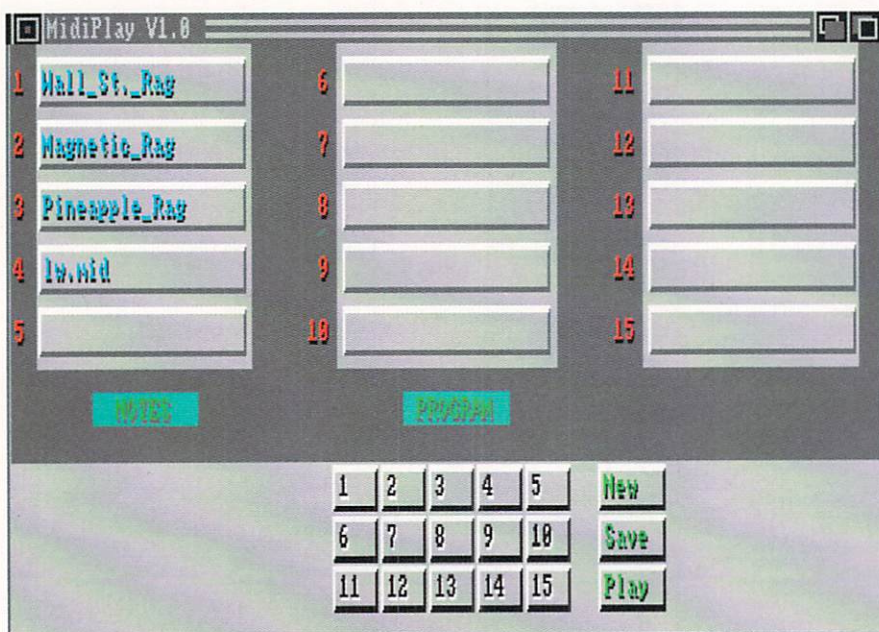 MidiPlay V1.0
1 Wall_St._Rag
2 Magnetic_Rag
3 Pineapple_Rag
4 lw.mid
5
6
7
8
9
10
11
12
13
14
15
NOTES
PROGRAM
1 2 3 4 5 New
6 7 8 9 10 Save
11 12 13 14 15 Play